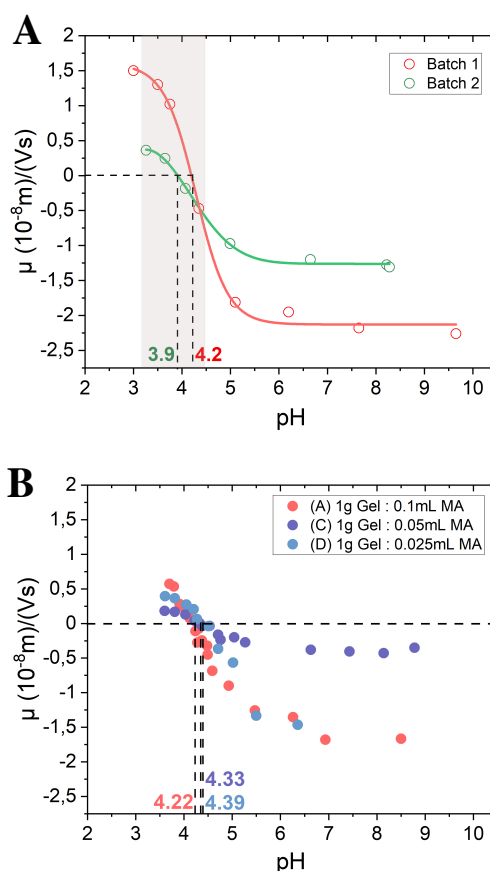 A
2
1.5
1
0.5
0
-0.5
-1
-1.5
-2
-2.5
μ (10⁻⁸m)/(Vs)
Batch 1
Batch 2
3.9
4.2
2 3 4 5 6 7 8 9 10
pH
B
2
1.5
1
0.5
0
-0.5
-1
-1.5
-2
-2.5
μ (10⁻⁸m)/(Vs)
(A) 1g Gel : 0.1mL MA
(C) 1g Gel : 0.05mL MA
(D) 1g Gel : 0.025mL MA
4.33
4.22 4.39
2 3 4 5 6 7 8 9 10
pH